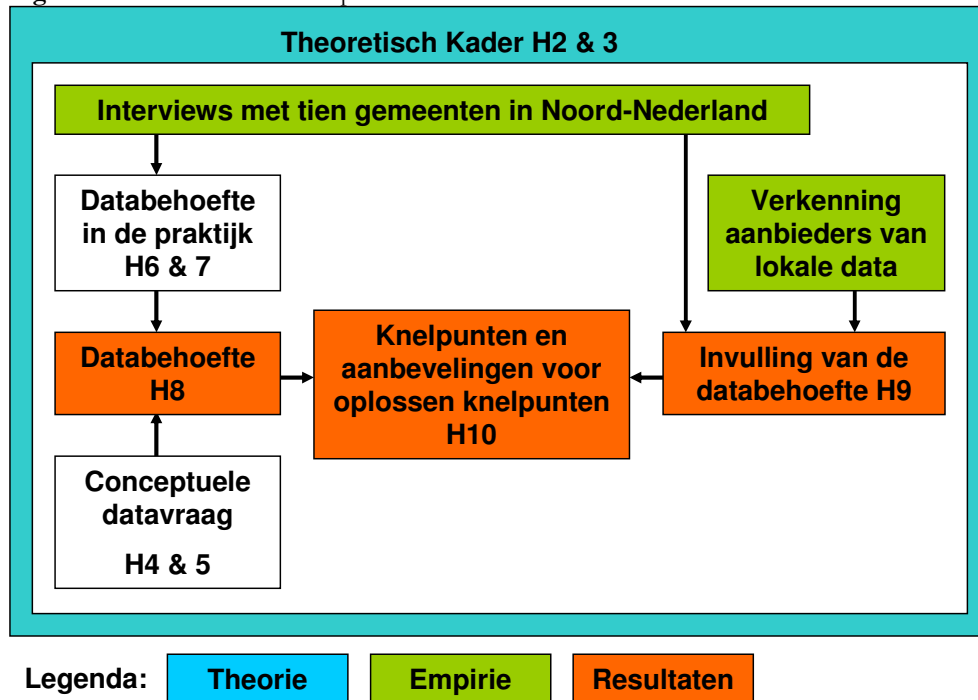 Theoretisch Kader H2 & 3
Interviews met tien gemeenten in Noord-Nederland
Databehoefte
in de praktijk
H6 & 7
Verkenning
aanbieders van
lokale data
Databehoefte
H8
Knelpunten en
aanbevelingen voor
oplossen knelpunten
H10
Invulling van de
databehoefte H9
Conceptuele
datavraag
H4 & 5
Legenda:
Theorie
Empirie
Resultaten